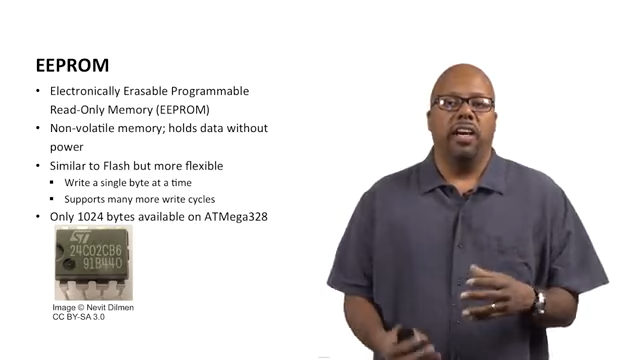 EEPROM
• Electronically Erasable Programmable
Read-Only Memory (EEPROM)
• Non-volatile memory; holds data without
power
• Similar to Flash but more flexible
▪ Write a single byte at a time
▪ Supports many more write cycles
• Only 1024 bytes available on ATMega328
ST
24C02CB6
91B440
Image © Nevit Dilmen
CC BY-SA 3.0